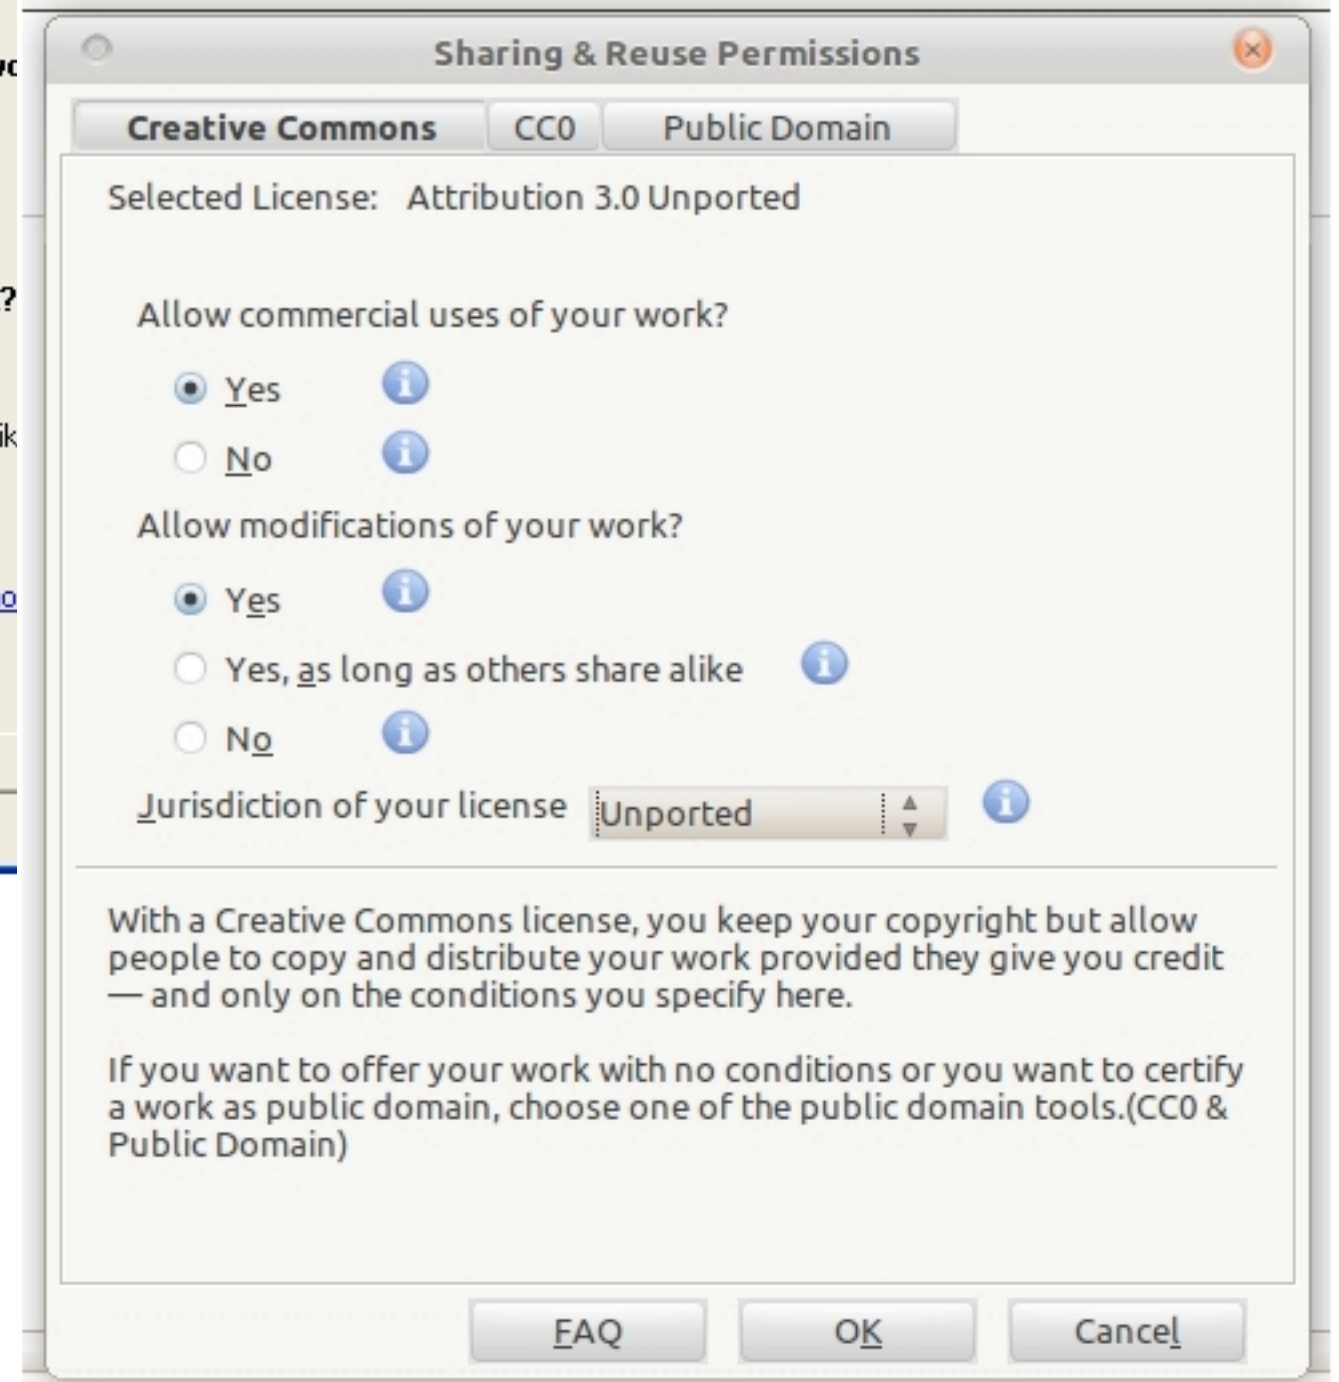 Sharing & Reuse Permissions
Creative Commons CC0 Public Domain
Selected License: Attribution 3.0 Unported
Allow commercial uses of your work?
Yes
No
Allow modifications of your work?
Yes
Yes, as long as others share alike
No
Jurisdiction of your license Unported
With a Creative Commons license, you keep your copyright but allow
people to copy and distribute your work provided they give you credit
— and only on the conditions you specify here.
If you want to offer your work with no conditions or you want to certify
a work as public domain, choose one of the public domain tools.(CC0 &
Public Domain)
FAQ OK Cancel